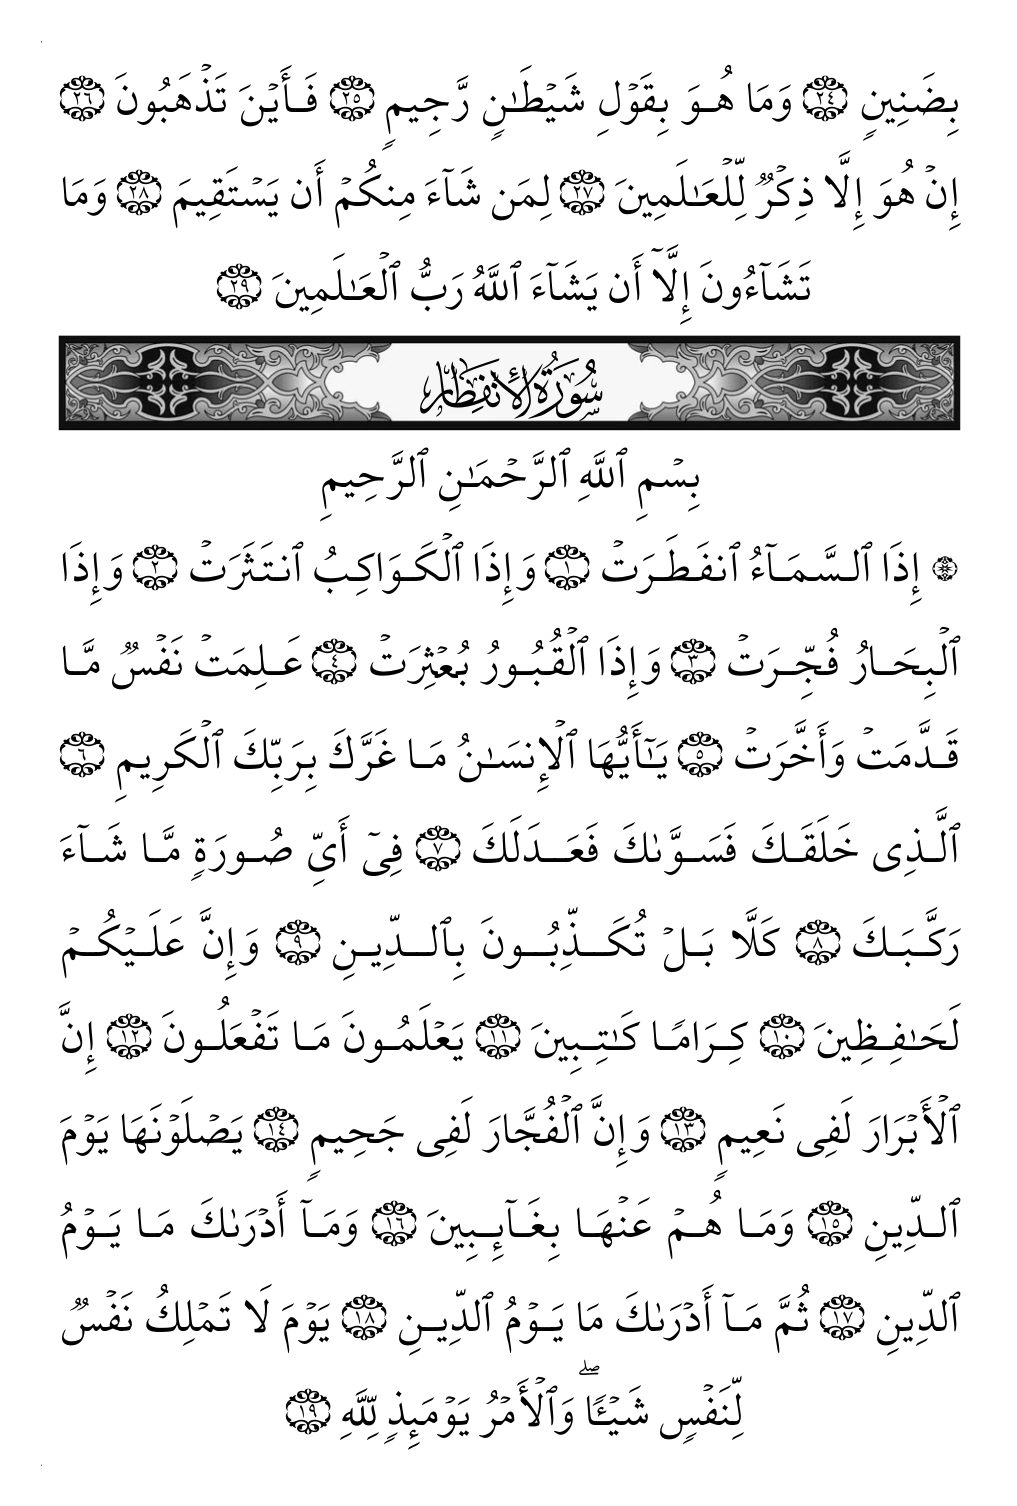 بِضَنِينٍ ٢٤ وَمَا هُوَ بِقَوْلِ شَيْطَـٰنٍ رَّجِيمٍ ٢٥ فَأَيْنَ تَذْهَبُونَ ٢٦
إِنْ هُوَ إِلَّا ذِكْرٌ لِّلْعَـٰلَمِينَ ٢٧ لِمَن شَآءَ مِنكُمْ أَن يَسْتَقِيمَ ٢٨ وَمَا
تَشَآءُونَ إِلَّآ أَن يَشَآءَ ٱللَّهُ رَبُّ ٱلْعَـٰلَمِينَ ٢٩
سُورَةُ الانفطار
بِسْمِ ٱللَّهِ ٱلرَّحْمَـٰنِ ٱلرَّحِيمِ
۞ إِذَا ٱلسَّمَآءُ ٱنفَطَرَتْ ١ وَإِذَا ٱلْكَوَاكِبُ ٱنتَثَرَتْ ٢ وَإِذَا
ٱلْبِحَارُ فُجِّرَتْ ٣ وَإِذَا ٱلْقُبُورُ بُعْثِرَتْ ٤ عَلِمَتْ نَفْسٌ مَّا
قَدَّمَتْ وَأَخَّرَتْ ٥ يَـٰٓأَيُّهَا ٱلْإِنسَـٰنُ مَا غَرَّكَ بِرَبِّكَ ٱلْكَرِيمِ ٦
ٱلَّذِى خَلَقَكَ فَسَوَّىٰكَ فَعَدَلَكَ ٧ فِىٓ أَىِّ صُورَةٍ مَّا شَآءَ
رَكَّبَكَ ٨ كَلَّا بَلْ تُكَذِّبُونَ بِٱلدِّينِ ٩ وَإِنَّ عَلَيْكُمْ
لَحَـٰفِظِينَ ١٠ كِرَامًا كَـٰتِبِينَ ١١ يَعْلَمُونَ مَا تَفْعَلُونَ ١٢ إِنَّ
ٱلْأَبْرَارَ لَفِى نَعِيمٍ ١٣ وَإِنَّ ٱلْفُجَّارَ لَفِى جَحِيمٍ ١٤ يَصْلَوْنَهَا يَوْمَ
ٱلدِّينِ ١٥ وَمَا هُمْ عَنْهَا بِغَآئِبِينَ ١٦ وَمَآ أَدْرَىٰكَ مَا يَوْمُ
ٱلدِّينِ ١٧ ثُمَّ مَآ أَدْرَىٰكَ مَا يَوْمُ ٱلدِّينِ ١٨ يَوْمَ لَا تَمْلِكُ نَفْسٌ
لِّنَفْسٍ شَيْـًٔا ۖ وَٱلْأَمْرُ يَوْمَئِذٍ لِّلَّهِ ١٩